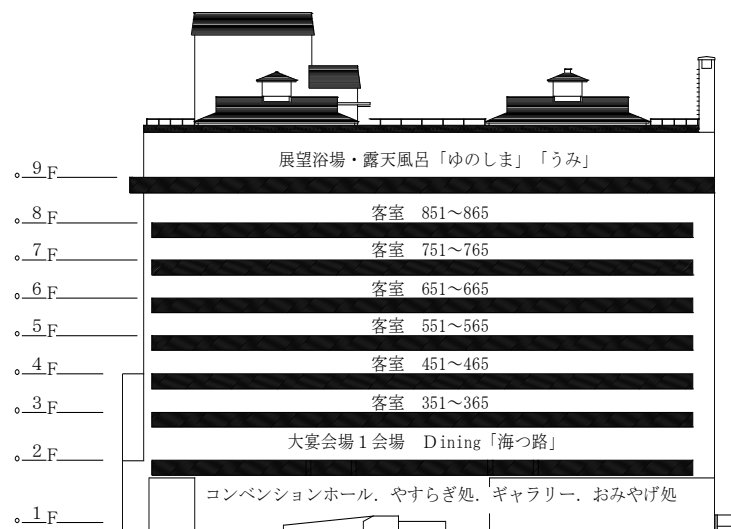 展望浴場・露天風呂「ゆのしま」「うみ」
9F
客室 851～865
8F
客室 751～765
7F
客室 651～665
6F
客室 551～565
5F
客室 451～465
4F
客室 351～365
3F
大宴会場1会場 Dining「海つ路」
2F
コンベンションホール．やすらぎ処．ギャラリー．おみやげ処
1F